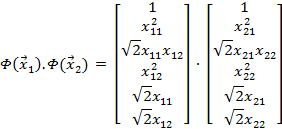 Φ(x⃗₁).Φ(x⃗₂) = [1, x₁₁², √2x₁₁x₁₂, x₁₂², √2x₁₁, √2x₁₂] · [1, x₂₁², √2x₂₁x₂₂, x₂₂², √2x₂₁, √2x₂₂]